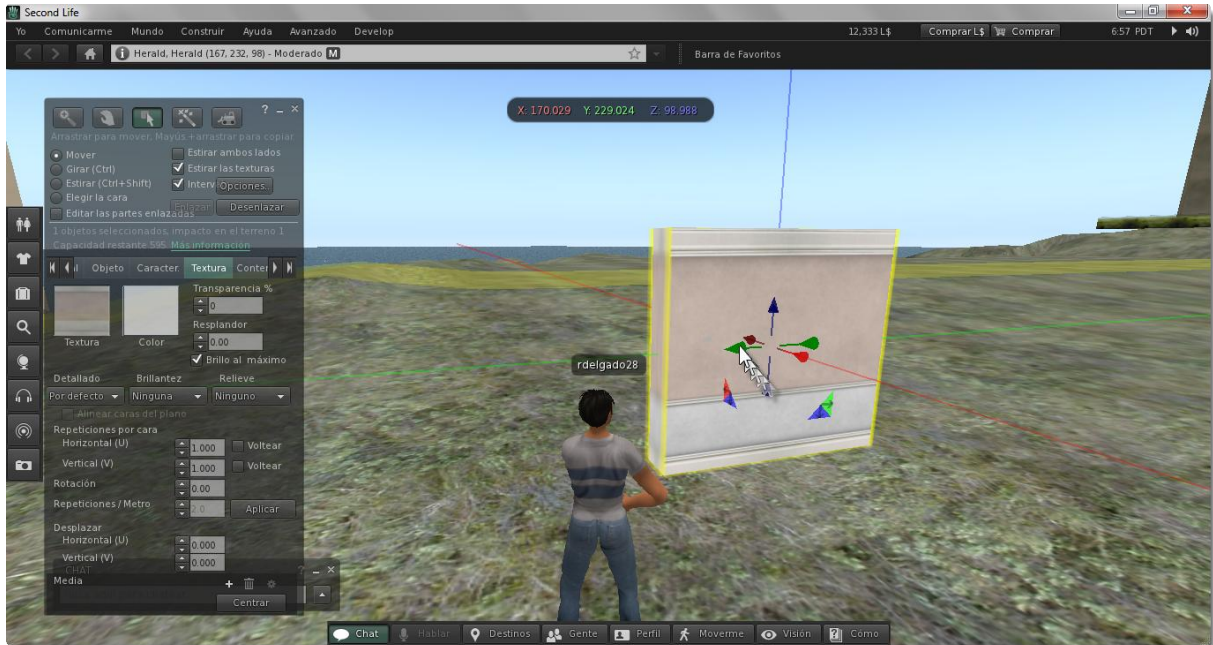 Second Life
Yo Comunicarme Mundo Construir Ayuda Avanzado Develop 12,333 L$ Comprar L$ Comprar 6:57 PDT
Herald, Herald (167, 232, 98) - Moderado M Barra de Favoritos
X: 170.029 Y: 229.024 Z: 98.988
Arrastrar para mover, Mayús +arrastrar para copiar
Mover Estirar ambos lados
Girar (Ctrl) Estirar las texturas
Estirar (Ctrl+Shift) Interv Opciones.
Elegir la cara
Enlazar Desenlazar
Editar las partes enlazadas
1 objetos seleccionados, impacto en el terreno 1
Capacidad restante 595. Más información
Objeto Caracter. Textura Conter
Transparencia %
0
Resplandor
0.00
Textura Color
Brillo al máximo
Detallado Brillantez Relieve
Por defecto Ninguna Ninguno
Alinear caras del plano
Repeticiones por cara
Horizontal (U) 1.000 Voltear
Vertical (V) 1.000 Voltear
Rotación 0.00
Repeticiones / Metro 2.0 Aplicar
Desplazar
Horizontal (U) 0.000
Vertical (V) 0.000
CHAT
Media
Centrar
rdelgado28
Chat Hablar Destinos Gente Perfil Moverme Visión Cómo